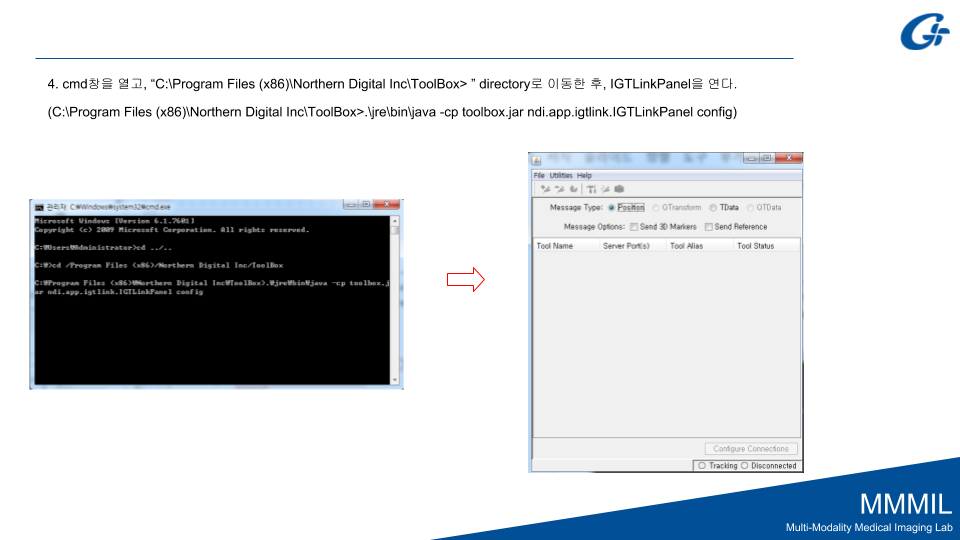 4. cmd창을 열고, “C:\Program Files (x86)\Northern Digital Inc\ToolBox> ” directory로 이동한 후, IGTLinkPanel을 연다.
(C:\Program Files (x86)\Northern Digital Inc\ToolBox>.\jre\bin\java -cp toolbox.jar ndi.app.igtlink.IGTLinkPanel config)
관리자: C:₩Windows₩system32₩cmd.exe
Microsoft Windows [Version 6.1.7601]
Copyright (c) 2009 Microsoft Corporation. All rights reserved.
C:₩Users₩Administrator>cd ../..
C:₩>cd /Program Files (x86)/Northern Digital Inc/ToolBox
C:₩Program Files (x86)₩Northern Digital Inc₩ToolBox>.₩jre₩bin₩java -cp toolbox.j
ar ndi.app.igtlink.IGTLinkPanel config
File Utilities Help
Message Type: Position QTransform TData QTData
Message Options: Send 3D Markers Send Reference
Tool Name Server Port(s) Tool Alias Tool Status
Configure Connections
Tracking Disconnected
MMMIL
Multi-Modality Medical Imaging Lab